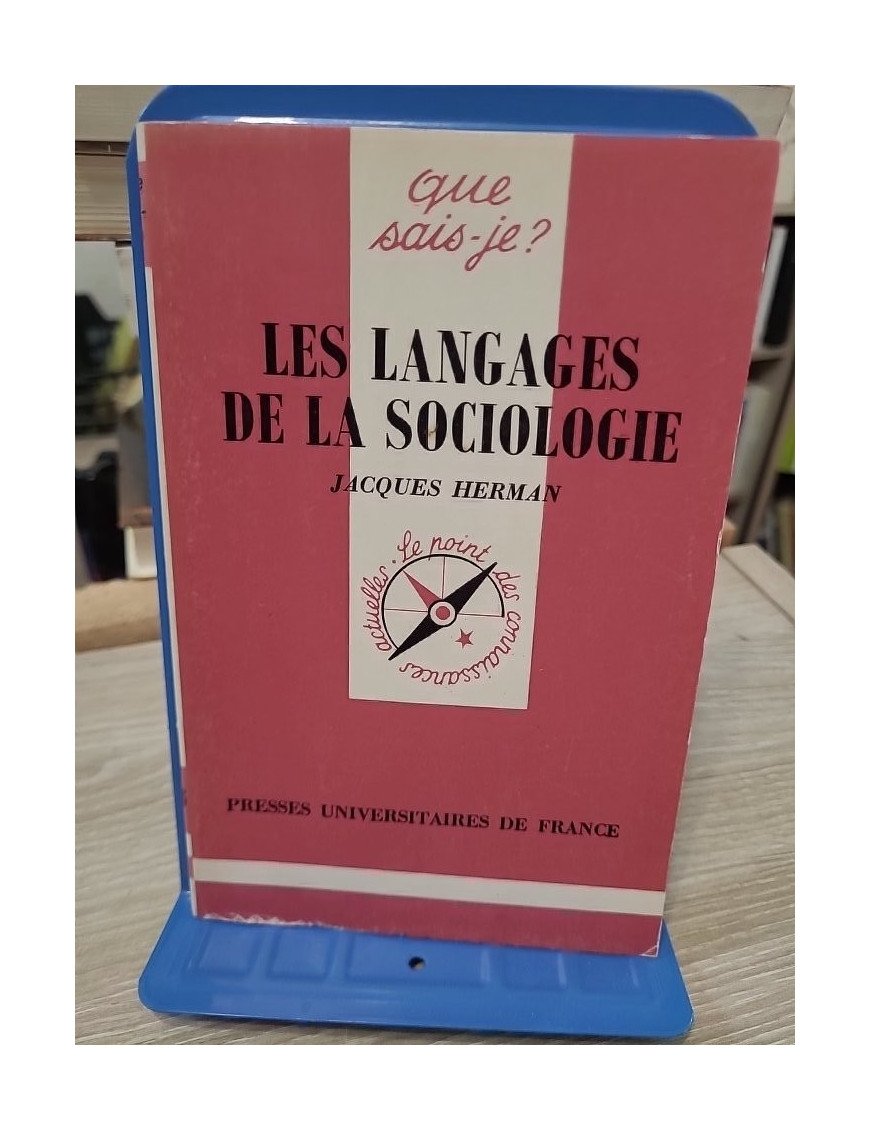 que
sais-je?
LES LANGAGES
DE LA SOCIOLOGIE
JACQUES HERMAN
Le point des connaissances actuelles.
PRESSES UNIVERSITAIRES DE FRANCE